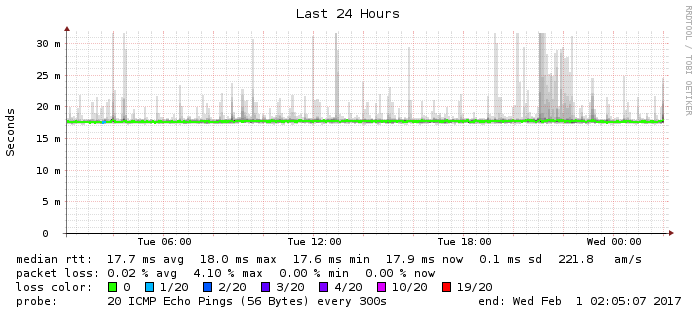 Last 24 Hours
RRDTOOL / TOBI OETIKER
Seconds
30 m
25 m
20 m
15 m
10 m
5 m
0
Tue 06:00 Tue 12:00 Tue 18:00 Wed 00:00
median rtt: 17.7 ms avg 18.0 ms max 17.6 ms min 17.9 ms now 0.1 ms sd 221.8 am/s
packet loss: 0.02 % avg 4.10 % max 0.00 % min 0.00 % now
loss color: 0 1/20 2/20 3/20 4/20 10/20 19/20
probe: 20 ICMP Echo Pings (56 Bytes) every 300s end: Wed Feb 1 02:05:07 2017